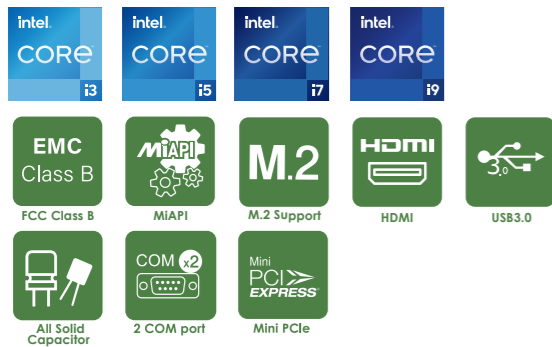 intel.
CORE
i3
intel.
CORE
i5
intel.
CORE
i7
intel.
CORE
i9
EMC
Class B
FCC Class B
MiAPI
MiAPI
M.2
M.2 Support
HDMI
HDMI
3.0
USB3.0
All Solid
Capacitor
COM x2
2 COM port
Mini
PCI
EXPRESS
Mini PCIe